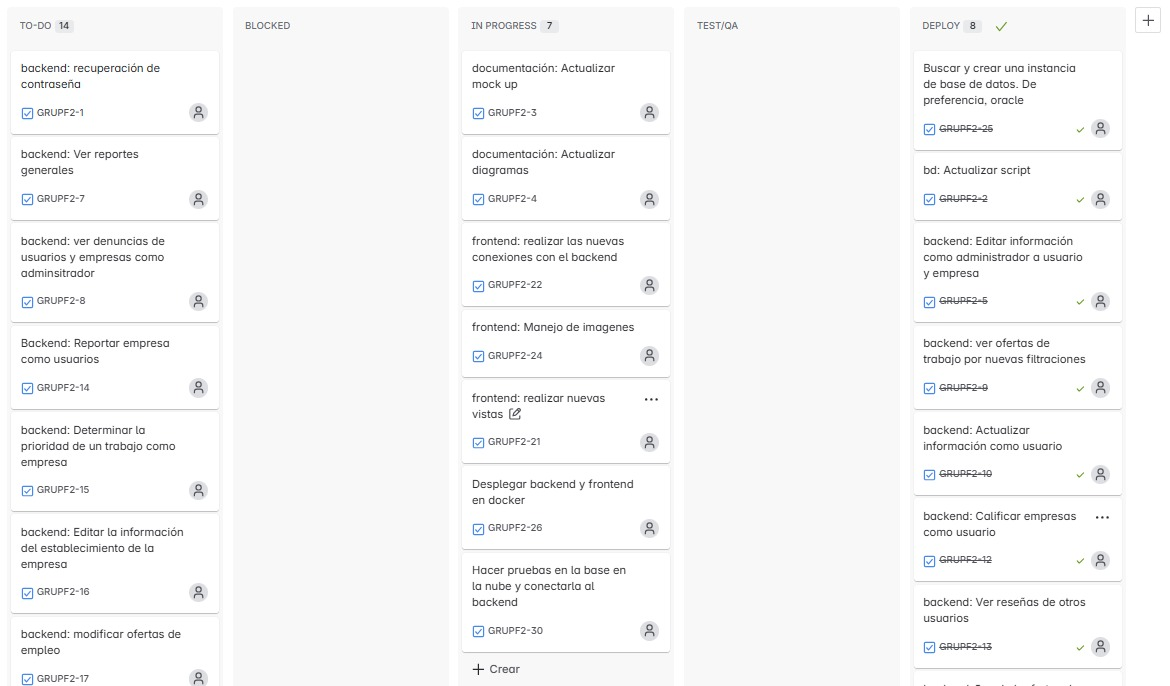 TO-DO 14
backend: recuperación de
contraseña
GRUPF2-1
backend: Ver reportes
generales
GRUPF2-7
backend: ver denuncias de
usuarios y empresas como
adminsitrador
GRUPF2-8
Backend: Reportar empresa
como usuarios
GRUPF2-14
backend: Determinar la
prioridad de un trabajo como
empresa
GRUPF2-15
backend: Editar la información
del establecimiento de la
empresa
GRUPF2-16
backend: modificar ofertas de
empleo
GRUPF2-17
BLOCKED
IN PROGRESS 7
documentación: Actualizar
mock up
GRUPF2-3
documentación: Actualizar
diagramas
GRUPF2-4
frontend: realizar las nuevas
conexiones con el backend
GRUPF2-22
frontend: Manejo de imagenes
GRUPF2-24
frontend: realizar nuevas
vistas
GRUPF2-21
Desplegar backend y frontend
en docker
GRUPF2-26
Hacer pruebas en la base en
la nube y conectarla al
backend
GRUPF2-30
Crear
TEST/QA
DEPLOY 8
Buscar y crear una instancia
de base de datos. De
preferencia, oracle
GRUPF2-25
bd: Actualizar script
GRUPF2-2
backend: Editar información
como administrador a usuario
y empresa
GRUPF2-5
backend: ver ofertas de
trabajo por nuevas filtraciones
GRUPF2-9
backend: Actualizar
información como usuario
GRUPF2-10
backend: Calificar empresas
como usuario
GRUPF2-12
backend: Ver reseñas de otros
usuarios
GRUPF2-13